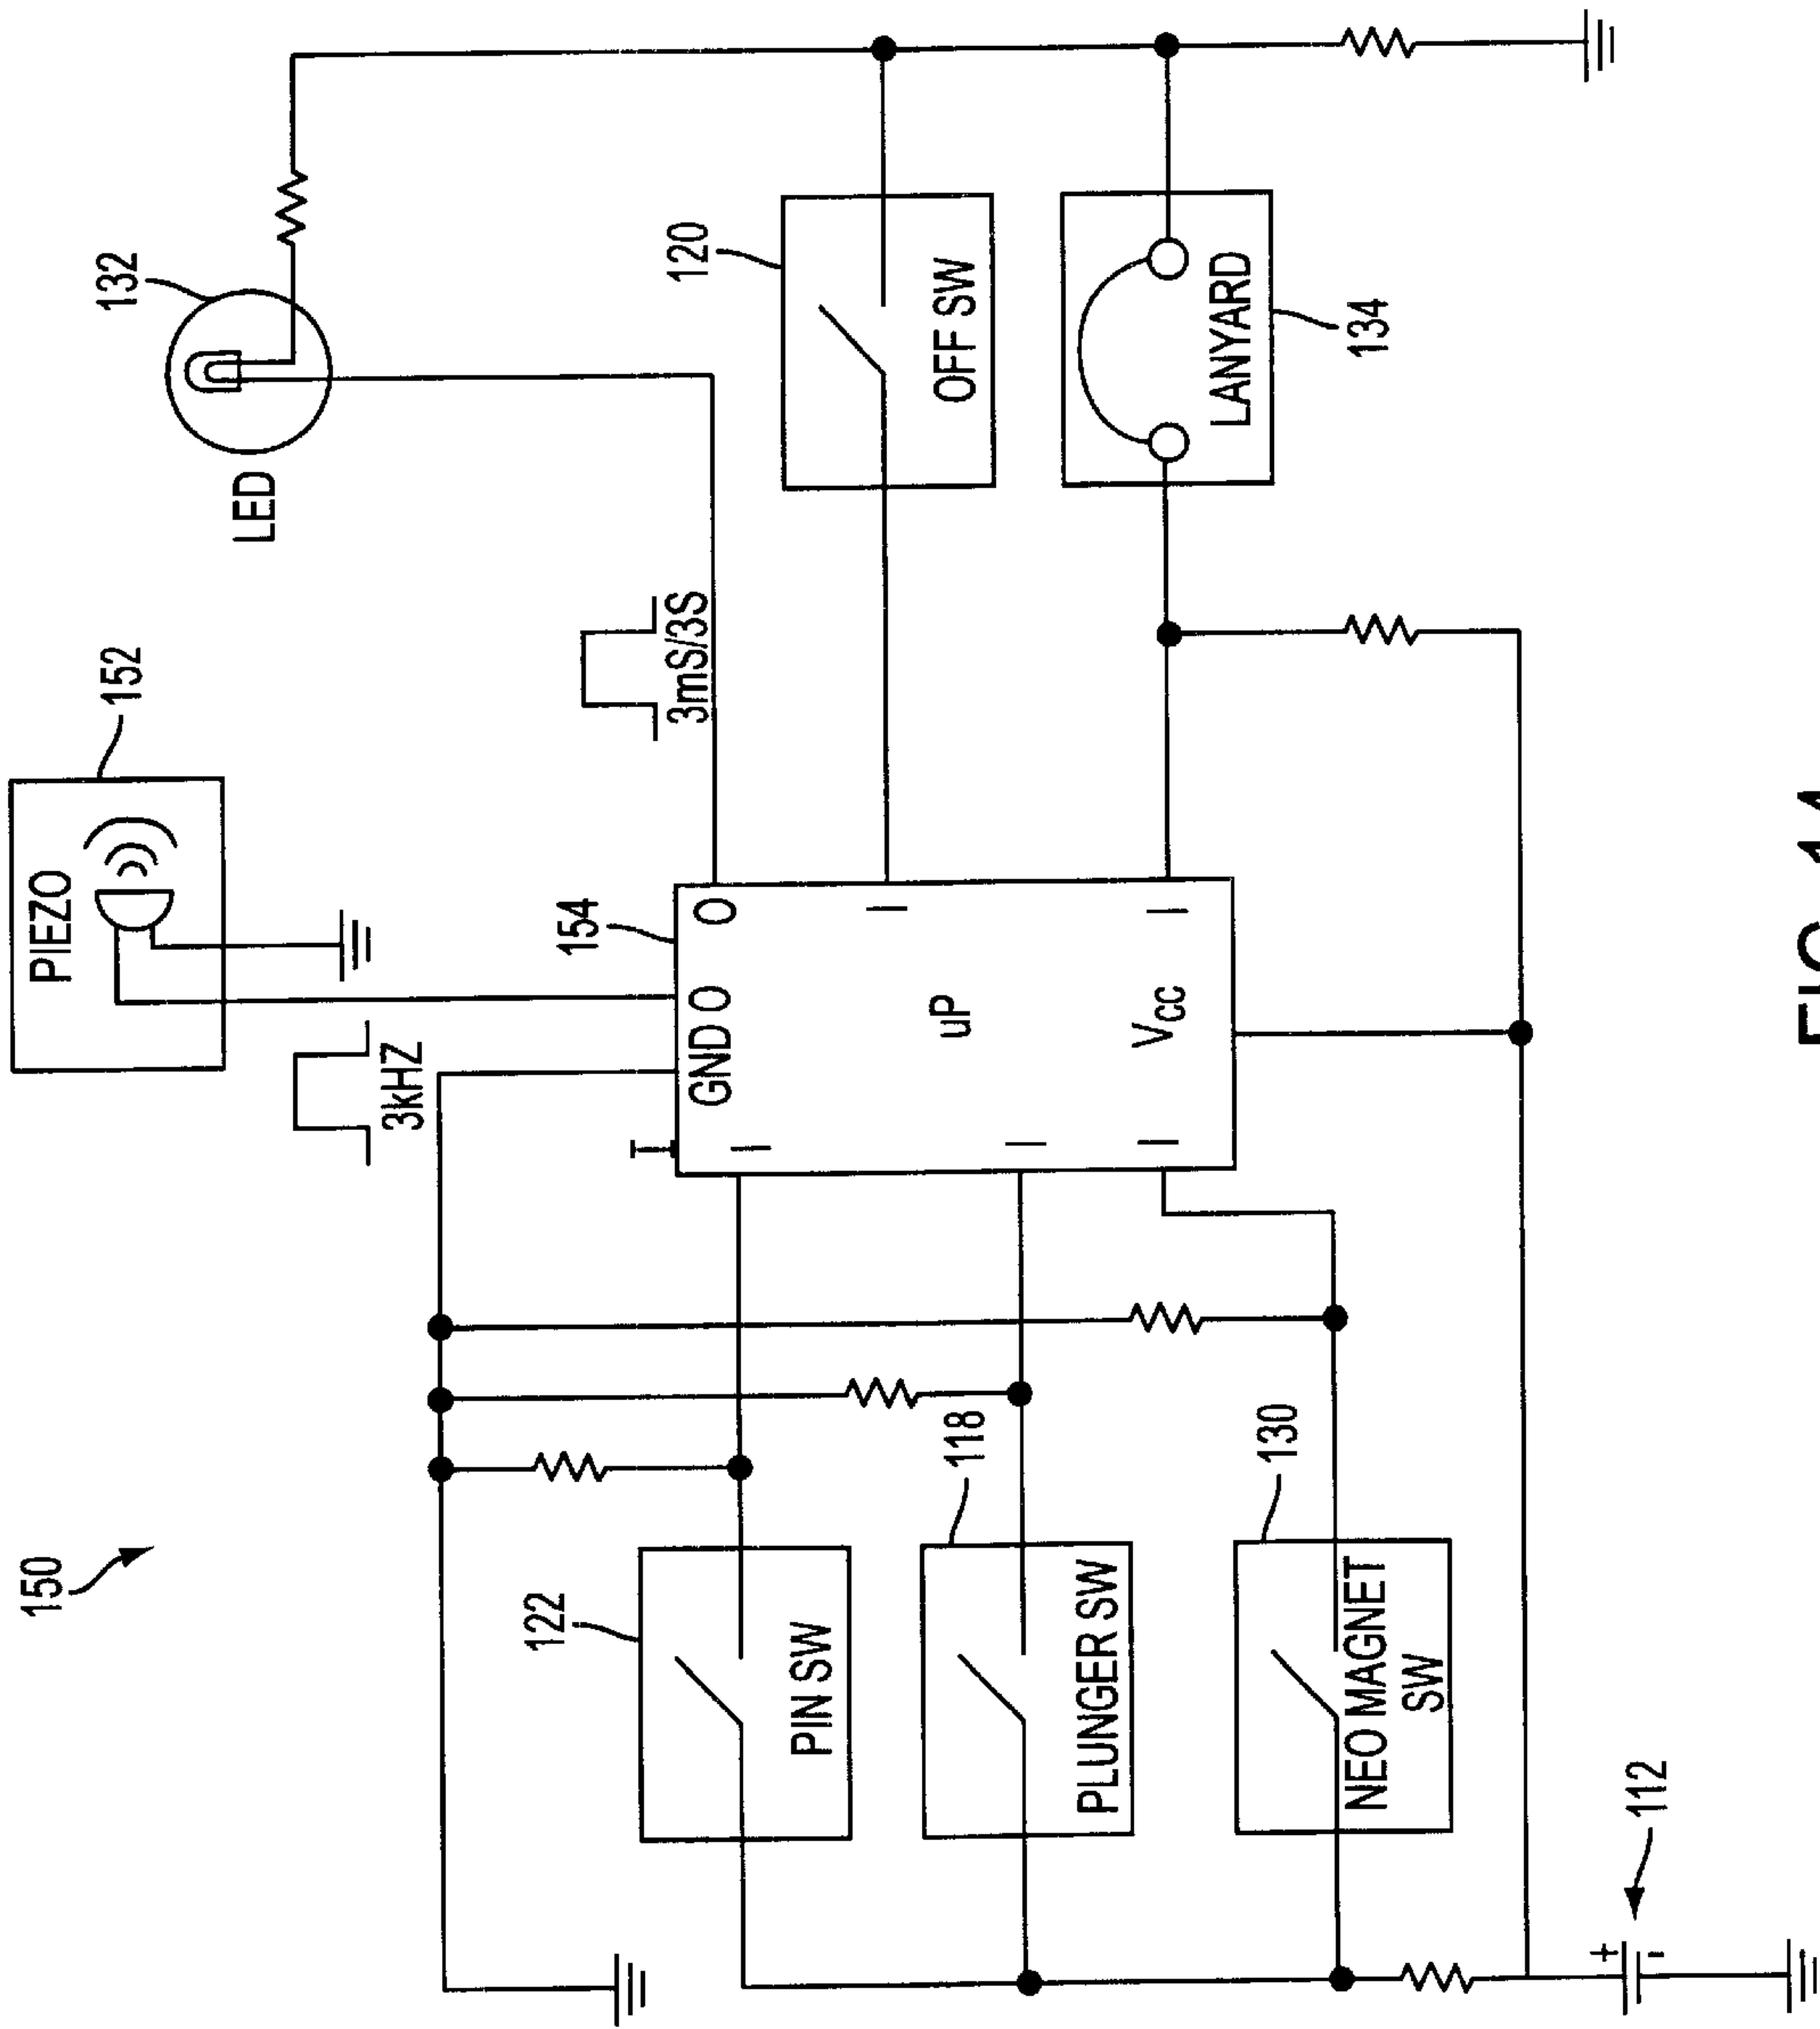 150
PIEZO
152
132
LED
3kHZ
3mS/3S
154
GND O
O
I
I
I
I
I
uP
VCC
122
PIN SW
118
PLUNGER SW
130
NEO MAGNET
SW
120
OFF SW
LANYARD
134
112
+
-
FIG.